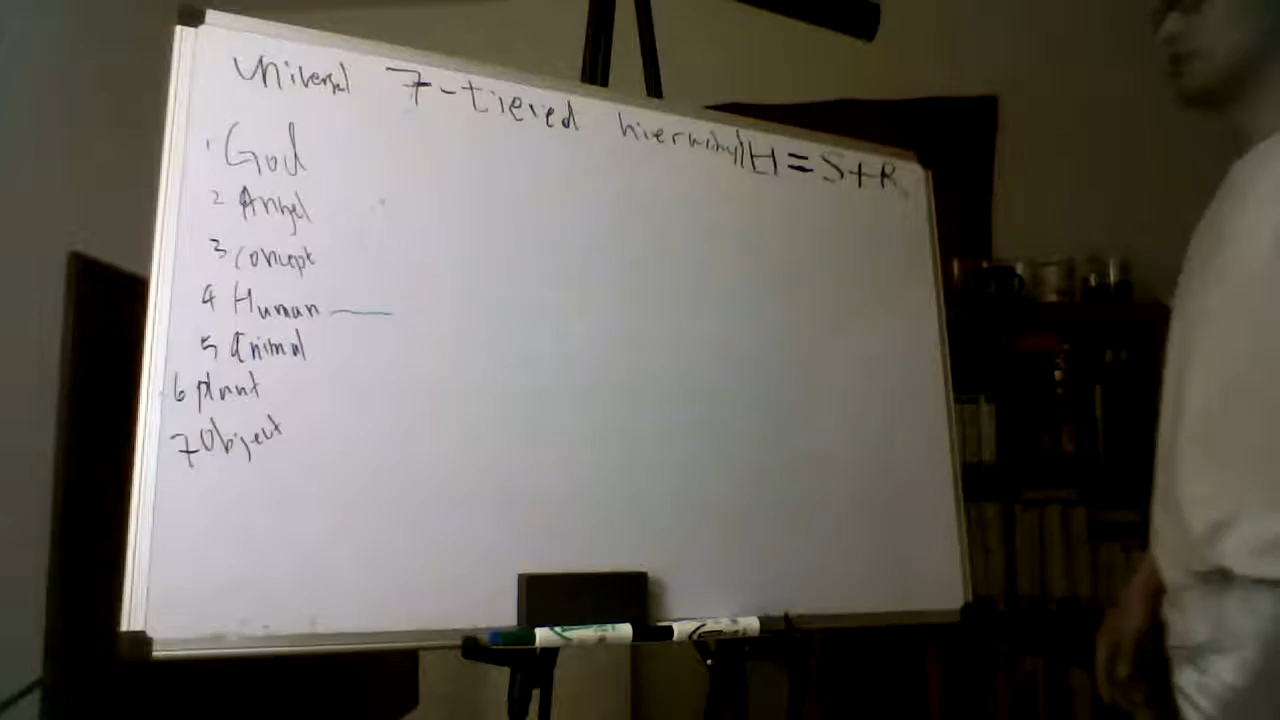 Universal 7-tiered hierarchy H=S+R
1 God
2 Angel
3 Concept
4 Human
5 Animal
6 plant
7 Object